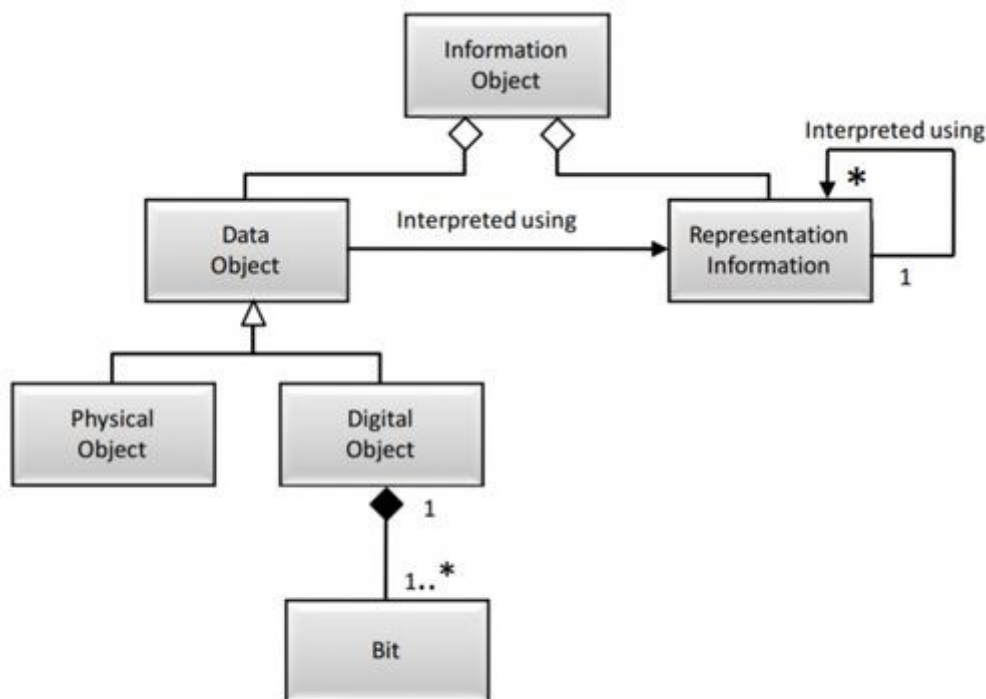 Information
Object
Interpreted using
*
Data
Object
Interpreted using
Representation
Information
1
Physical
Object
Digital
Object
1
1..*
Bit